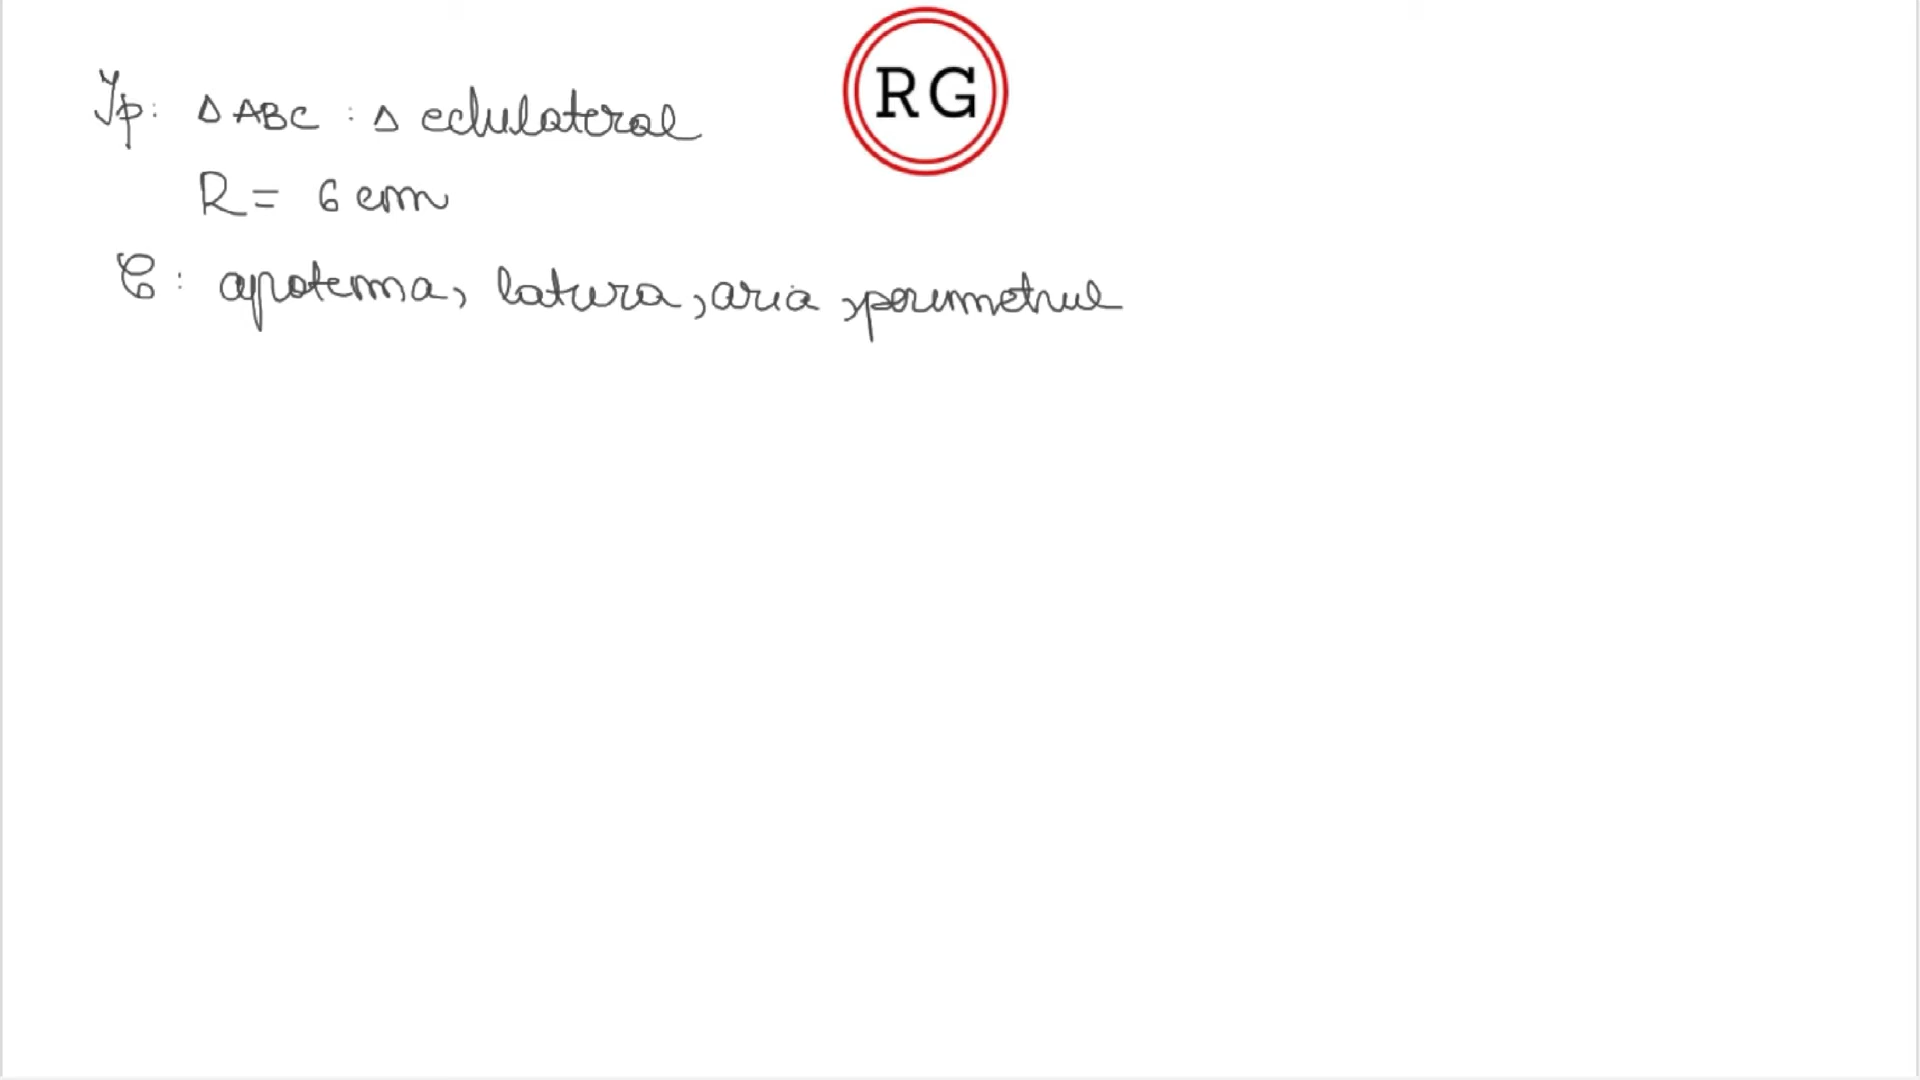 RG
Ip: Δ ABC : Δ echilateral
R = 6 cm
C: apotema, latura, aria, perimetrul